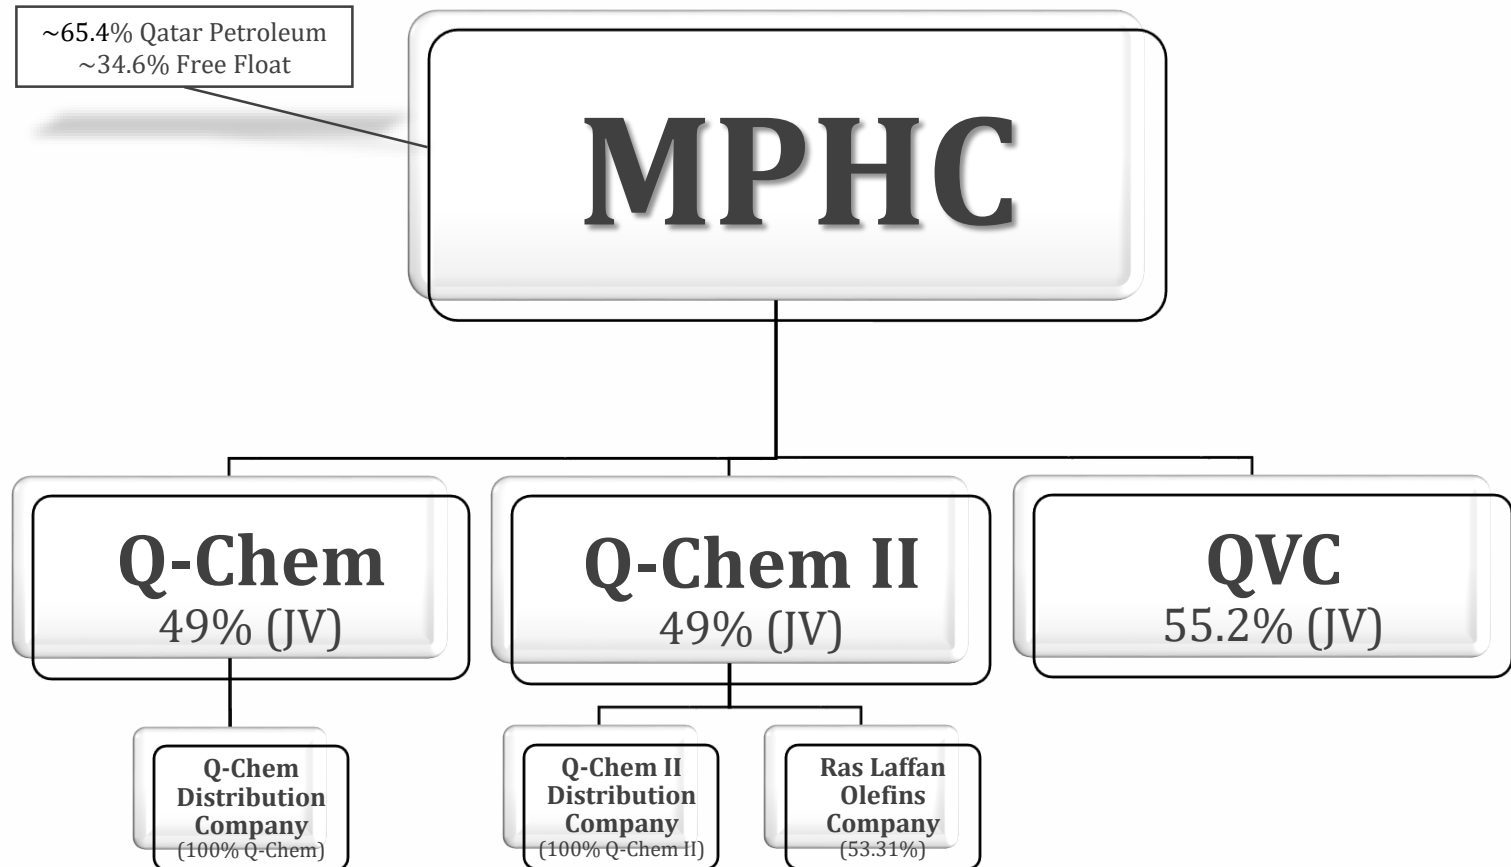 ~65.4% Qatar Petroleum
~34.6% Free Float
MPHC
Q-Chem
49% (JV)
Q-Chem II
49% (JV)
QVC
55.2% (JV)
Q-Chem
Distribution
Company
(100% Q-Chem)
Q-Chem II
Distribution
Company
(100% Q-Chem II)
Ras Laffan
Olefins
Company
(53.31%)